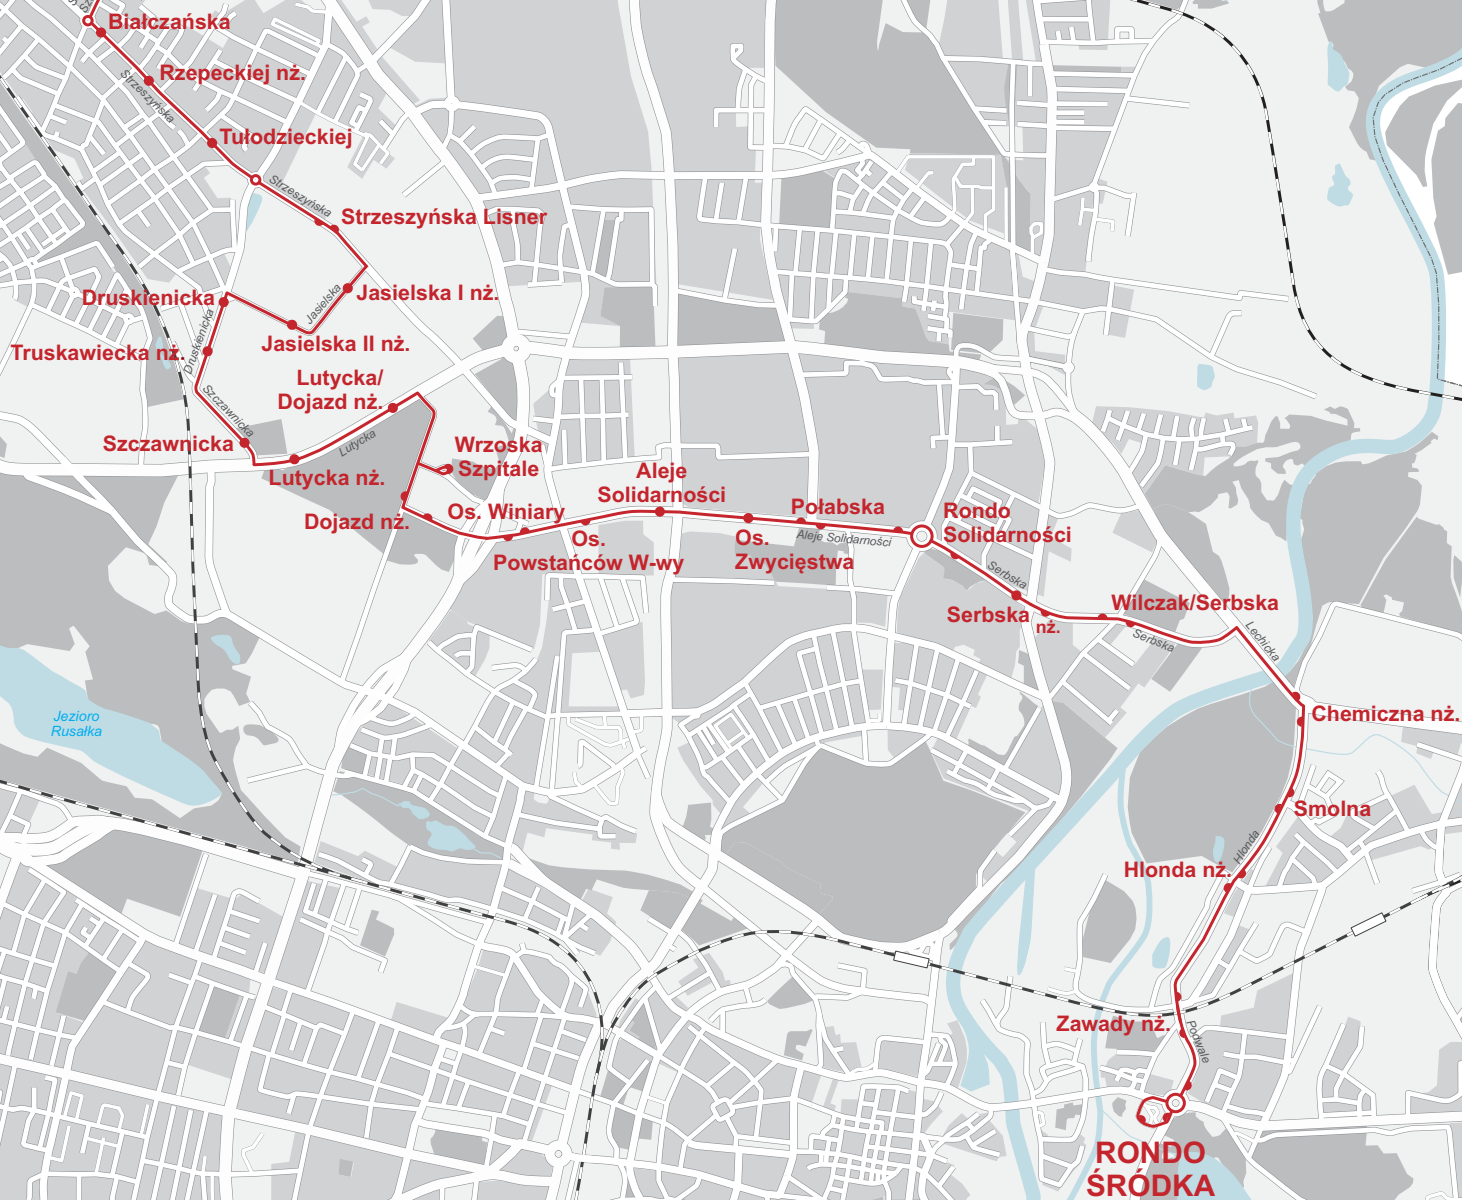 Białczańska
Rzepeckiej nż.
Strzeszyńska
Tułodzieckiej
Strzeszyńska
Strzeszyńska Lisner
Jasielska I nż.
Jasielska
Druskienicka
Druskienicka
Jasielska II nż.
Truskawiecka nż.
Lutycka/
Dojazd nż.
Szczawnicka
Szczawnicka
Lutycka
Lutycka nż.
Wrzoska
Szpitale
Dojazd nż.
Os. Winiary
Aleje
Solidarności
Os.
Powstańców W-wy
Os.
Zwycięstwa
Połabska
Aleje Solidarności
Rondo
Solidarności
Serbska
Serbska nż.
Wilczak/Serbska
Serbska
Lechicka
Chemiczna nż.
Jezioro
Rusałka
Smolna
Hlonda
Hlonda nż.
Zawady nż.
Podwale
RONDO
ŚRÓDKA